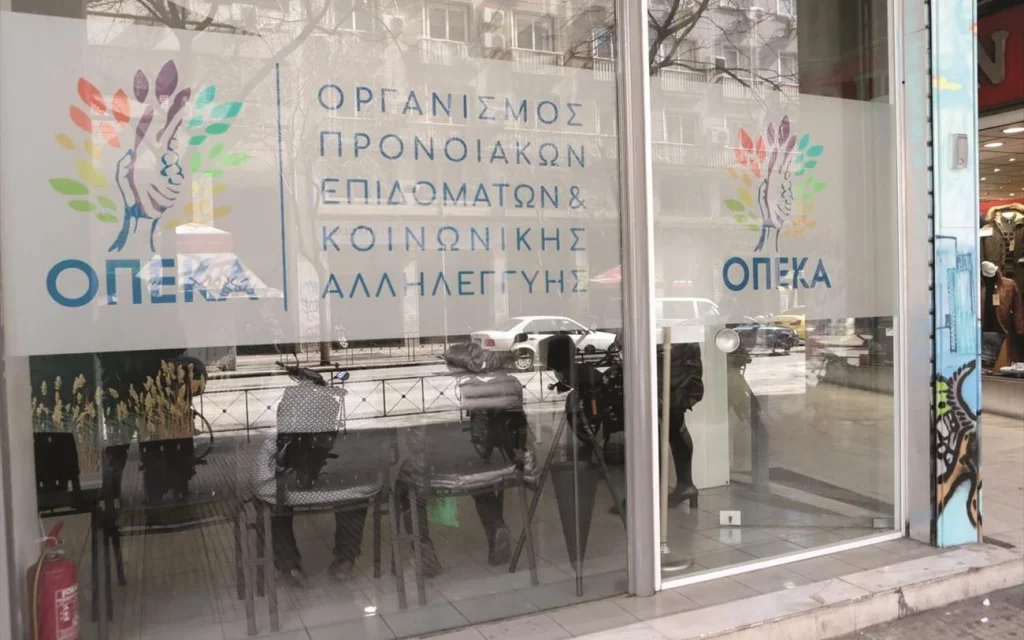 ΟΡΓΑΝΙΣΜΟΣ
ΠΡΟΝΟΙΑΚΩΝ
ΕΠΙΔΟΜΑΤΩΝ &
ΚΟΙΝΩΝΙΚΗΣ
ΑΛΛΗΛΕΓΓΥΗΣ
ΟΠΕΚΑ
ΟΠΕΚΑ